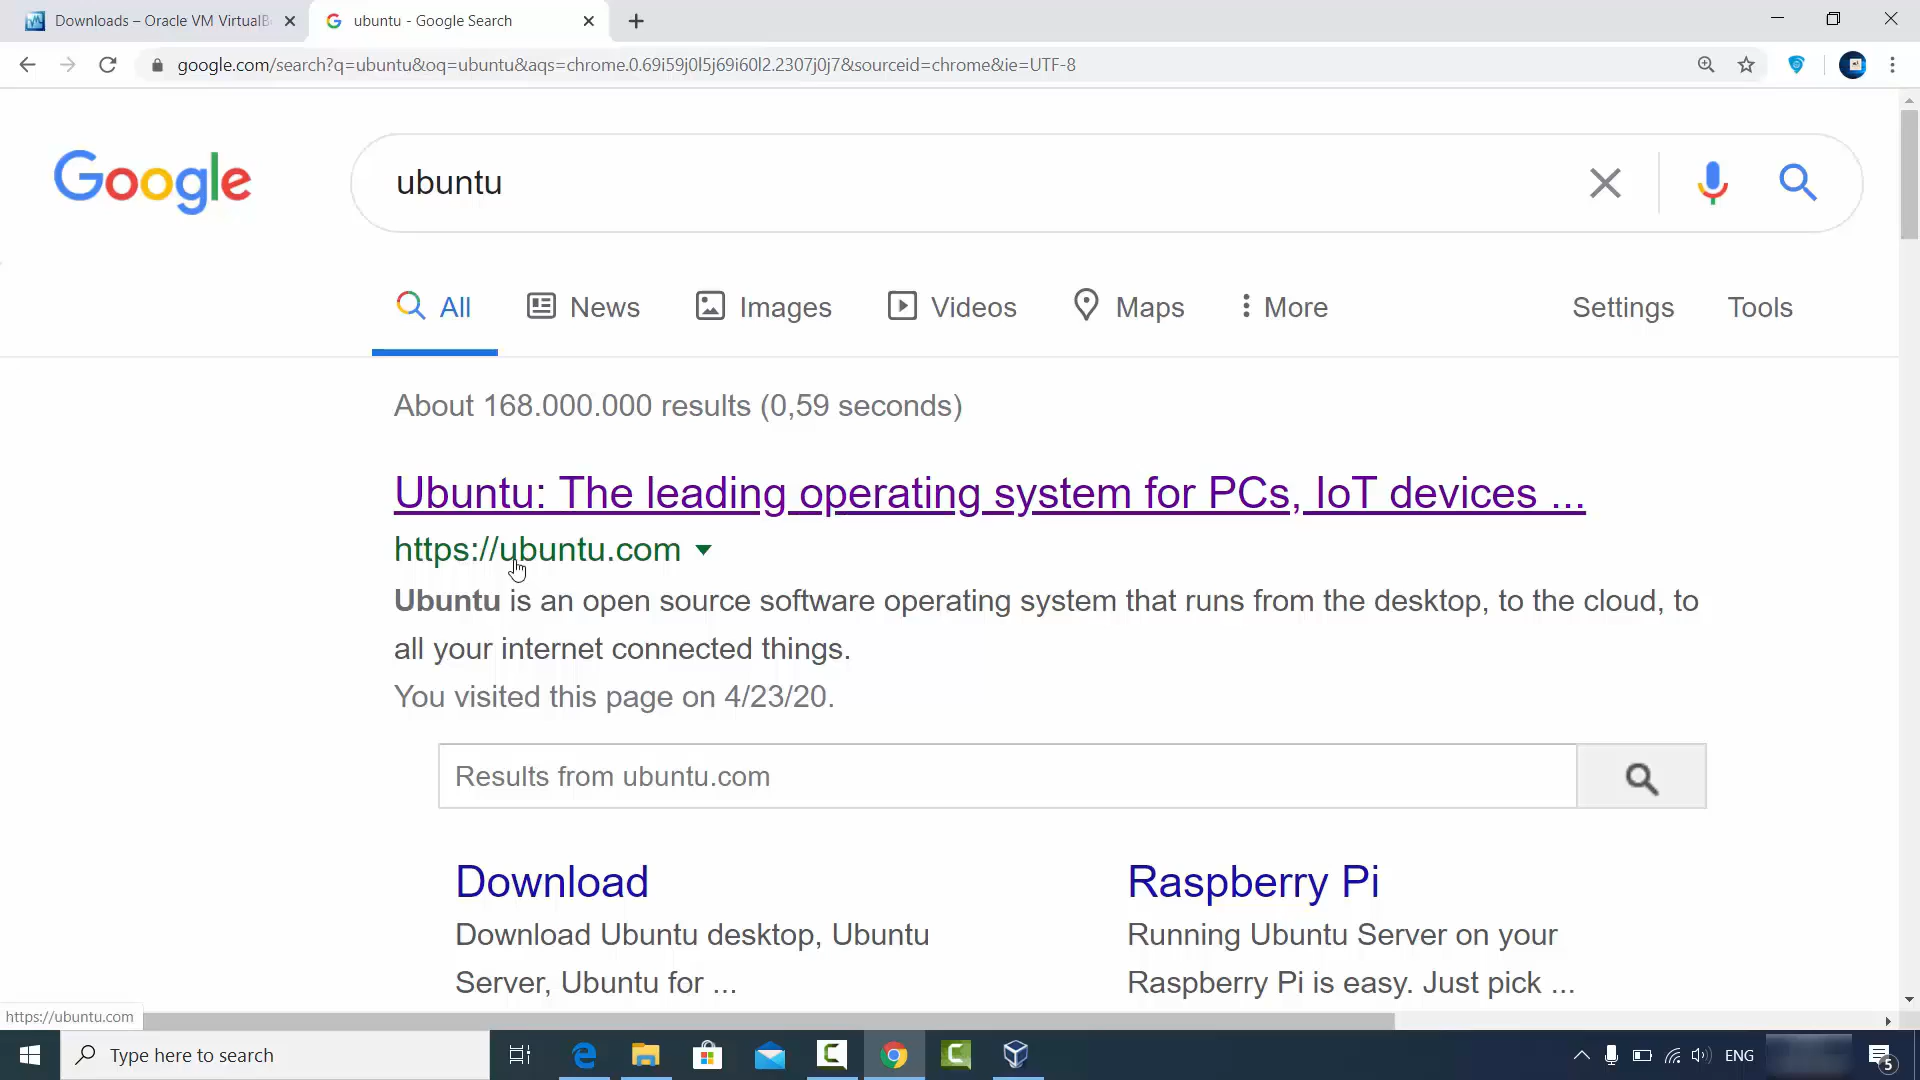 Downloads – Oracle VM VirtualB
ubuntu - Google Search
google.com/search?q=ubuntu&oq=ubuntu&aqs=chrome.0.69i59j0l5j69i60l2.2307j0j7&sourceid=chrome&ie=UTF-8
Google
ubuntu
All
News
Images
Videos
Maps
More
Settings
Tools
About 168.000.000 results (0,59 seconds)
Ubuntu: The leading operating system for PCs, IoT devices ...
https://ubuntu.com
Ubuntu is an open source software operating system that runs from the desktop, to the cloud, to
all your internet connected things.
You visited this page on 4/23/20.
Results from ubuntu.com
Download
Download Ubuntu desktop, Ubuntu
Server, Ubuntu for ...
Raspberry Pi
Running Ubuntu Server on your
Raspberry Pi is easy. Just pick ...
https://ubuntu.com
Type here to search
ENG
5